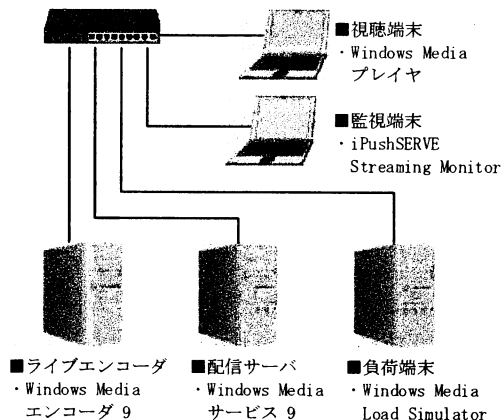 ■視聴端末
・Windows Media
プレイヤ
■監視端末
・iPushSERVE
Streaming Monitor
■ライブエンコーダ
・Windows Media
エンコーダ 9
■配信サーバ
・Windows Media
サービス 9
■負荷端末
・Windows Media
Load Simulator